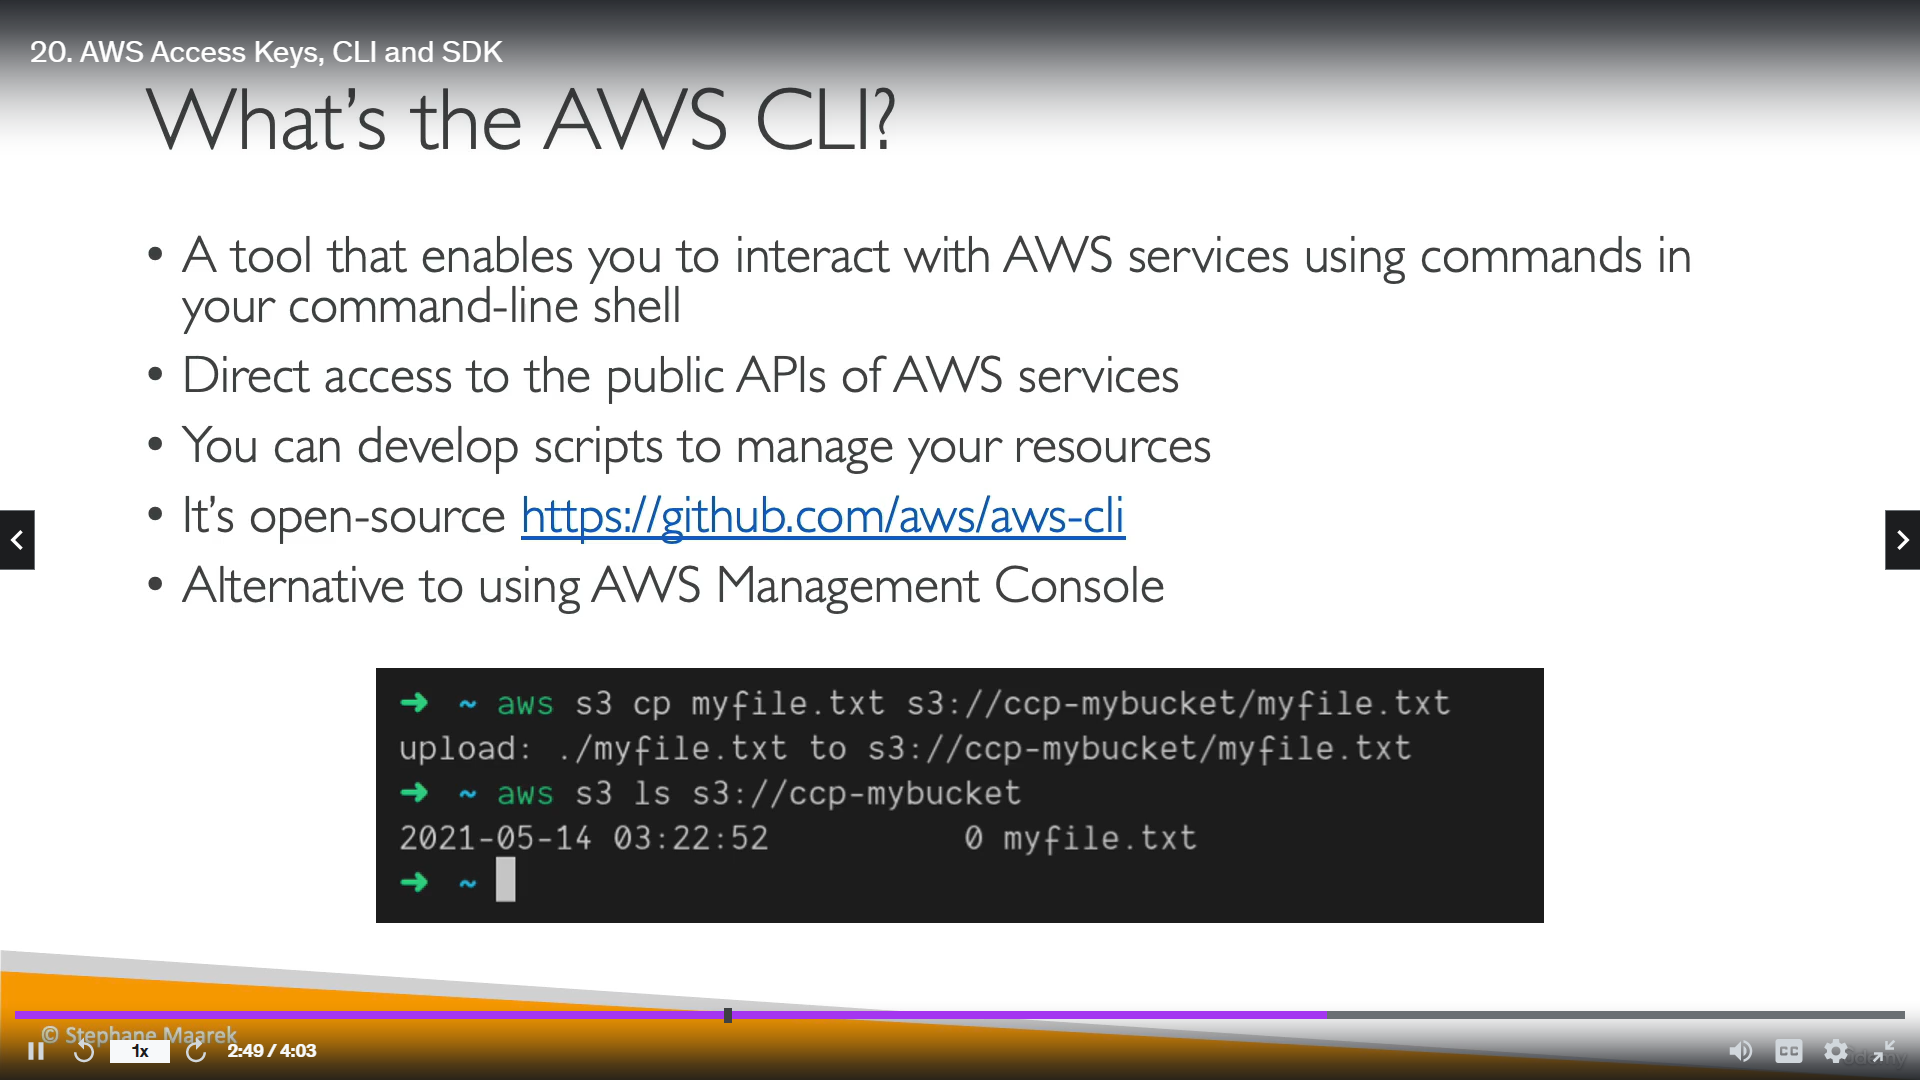 20. AWS Access Keys, CLI and SDK
What's the AWS CLI?
• A tool that enables you to interact with AWS services using commands in
your command-line shell
• Direct access to the public APIs of AWS services
• You can develop scripts to manage your resources
• It's open-source https://github.com/aws/aws-cli
• Alternative to using AWS Management Console
➜ ~ aws s3 cp myfile.txt s3://ccp-mybucket/myfile.txt
upload: ./myfile.txt to s3://ccp-mybucket/myfile.txt
➜ ~ aws s3 ls s3://ccp-mybucket
2021-05-14 03:22:52          0 myfile.txt
➜ ~
© Stephane Maarek
1x
2:49 / 4:03
CC
udemy